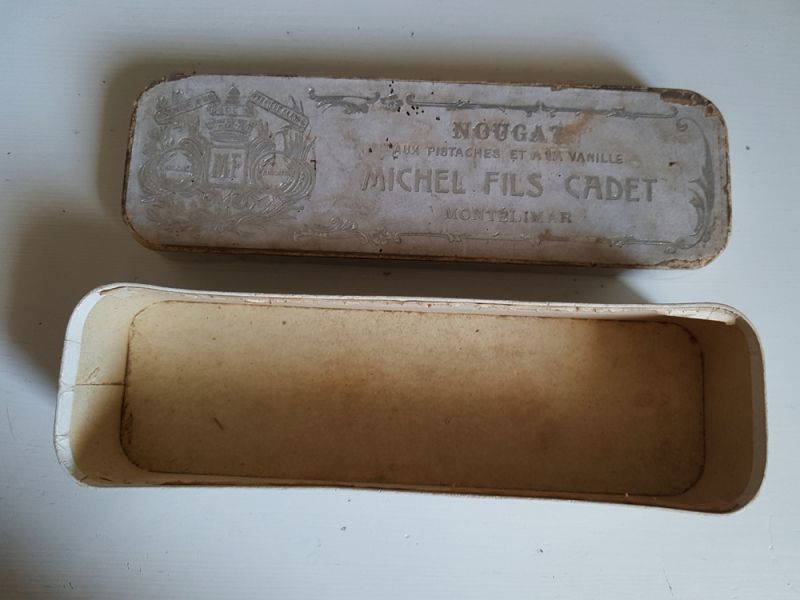 NOUGAT
AUX PISTACHES ET A LA VANILLE
MICHEL FILS CADET
MONTÉLIMAR
MF